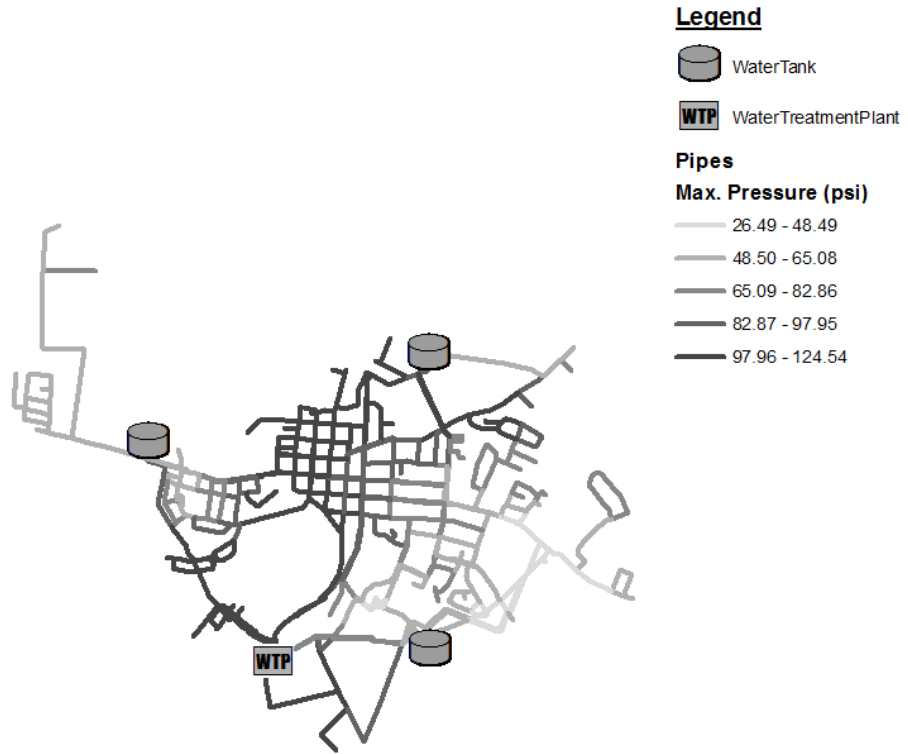 Legend
WaterTank
WTP WaterTreatmentPlant
Pipes
Max. Pressure (psi)
26.49 - 48.49
48.50 - 65.08
65.09 - 82.86
82.87 - 97.95
97.96 - 124.54
WTP